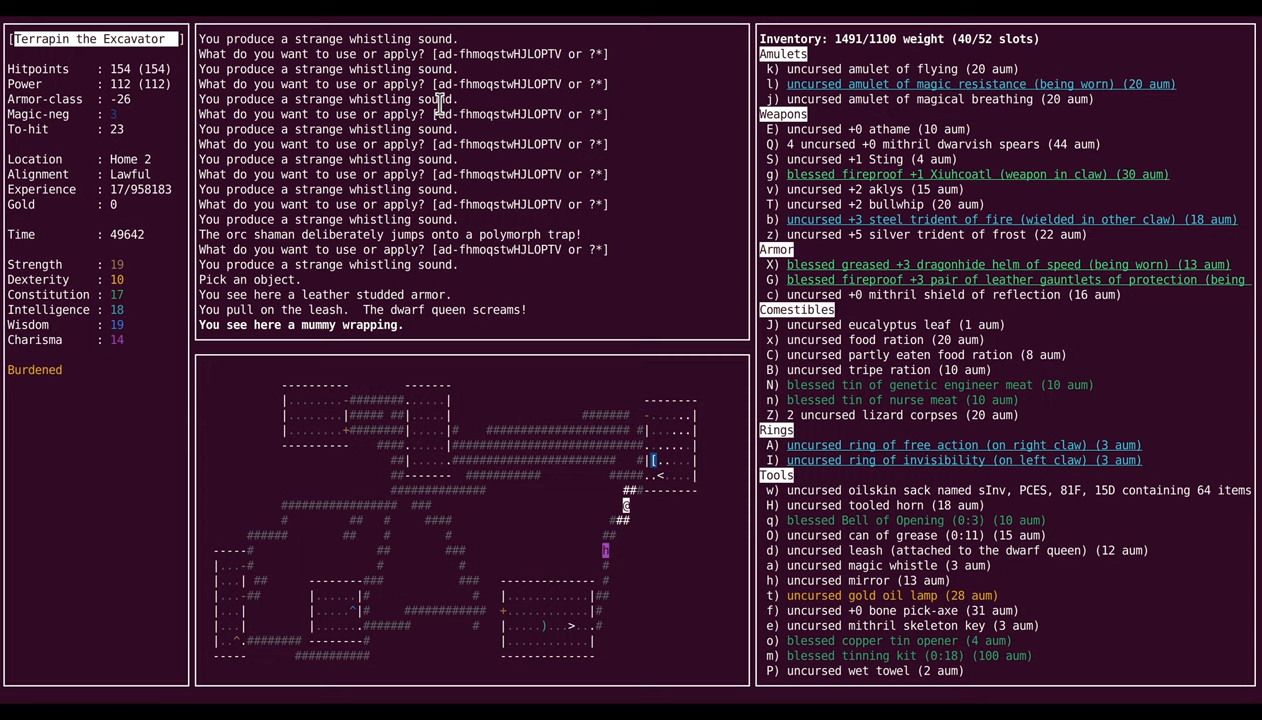 [Terrapin the Excavator ]
Hitpoints : 154 (154)
Power : 112 (112)
Armor-class : -26
Magic-neg : 3
To-hit : 23
Location : Home 2
Alignment : Lawful
Experience : 17/958183
Gold : 0
Time : 49642
Strength : 19
Dexterity : 10
Constitution : 17
Intelligence : 18
Wisdom : 19
Charisma : 14
Burdened
You produce a strange whistling sound.
What do you want to use or apply? [ad-fhmoqstwHJLOPTV or ?*]
You produce a strange whistling sound.
What do you want to use or apply? [ad-fhmoqstwHJLOPTV or ?*]
You produce a strange whistling sound.
What do you want to use or apply? [ad-fhmoqstwHJLOPTV or ?*]
You produce a strange whistling sound.
What do you want to use or apply? [ad-fhmoqstwHJLOPTV or ?*]
You produce a strange whistling sound.
What do you want to use or apply? [ad-fhmoqstwHJLOPTV or ?*]
You produce a strange whistling sound.
What do you want to use or apply? [ad-fhmoqstwHJLOPTV or ?*]
You produce a strange whistling sound.
The orc shaman deliberately jumps onto a polymorph trap!
What do you want to use or apply? [ad-fhmoqstwHJLOPTV or ?*]
You produce a strange whistling sound.
Pick an object.
You see here a leather studded armor.
You pull on the leash. The dwarf queen screams!
You see here a mummy wrapping.
Inventory: 1491/1100 weight (40/52 slots)
Amulets
k) uncursed amulet of flying (20 aum)
l) uncursed amulet of magic resistance (being worn) (20 aum)
j) uncursed amulet of magical breathing (20 aum)
Weapons
E) uncursed +0 athame (10 aum)
Q) 4 uncursed +0 mithril dwarvish spears (44 aum)
S) uncursed +1 Sting (4 aum)
g) blessed fireproof +1 Xiuhcoatl (weapon in claw) (30 aum)
v) uncursed +2 aklys (15 aum)
T) uncursed +2 bullwhip (20 aum)
b) uncursed +3 steel trident of fire (wielded in other claw) (18 aum)
z) uncursed +5 silver trident of frost (22 aum)
Armor
X) blessed greased +3 dragonhide helm of speed (being worn) (13 aum)
G) blessed fireproof +3 pair of leather gauntlets of protection (being
c) uncursed +0 mithril shield of reflection (16 aum)
Comestibles
J) uncursed eucalyptus leaf (1 aum)
x) uncursed food ration (20 aum)
C) uncursed partly eaten food ration (8 aum)
B) uncursed tripe ration (10 aum)
N) blessed tin of genetic engineer meat (10 aum)
n) blessed tin of nurse meat (10 aum)
Z) 2 uncursed lizard corpses (20 aum)
Rings
A) uncursed ring of free action (on right claw) (3 aum)
I) uncursed ring of invisibility (on left claw) (3 aum)
Tools
w) uncursed oilskin sack named sInv, PCES, 81F, 15D containing 64 items
H) uncursed tooled horn (18 aum)
q) blessed Bell of Opening (0:3) (10 aum)
O) uncursed can of grease (0:11) (15 aum)
d) uncursed leash (attached to the dwarf queen) (12 aum)
a) uncursed magic whistle (3 aum)
h) uncursed mirror (13 aum)
t) uncursed gold oil lamp (28 aum)
f) uncursed +0 bone pick-axe (31 aum)
e) uncursed mithril skeleton key (3 aum)
o) blessed copper tin opener (4 aum)
m) blessed tinning kit (0:18) (100 aum)
P) uncursed wet towel (2 aum)